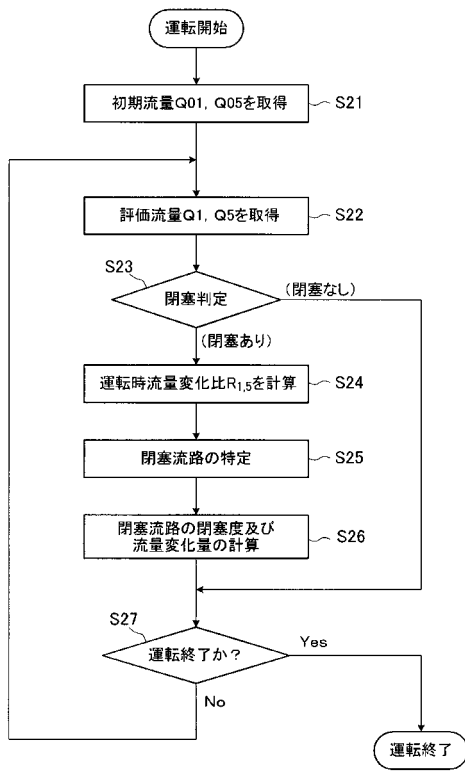 運転開始
初期流量Q01，Q05を取得
S21
評価流量Q1、Q5を取得
S22
S23
閉塞判定
(閉塞なし)
(閉塞あり)
運転時流量変化比R1,5を計算
S24
閉塞流路の特定
S25
閉塞流路の閉塞度及び
流量変化量の計算
S26
S27
運転終了か？
Yes
No
運転終了